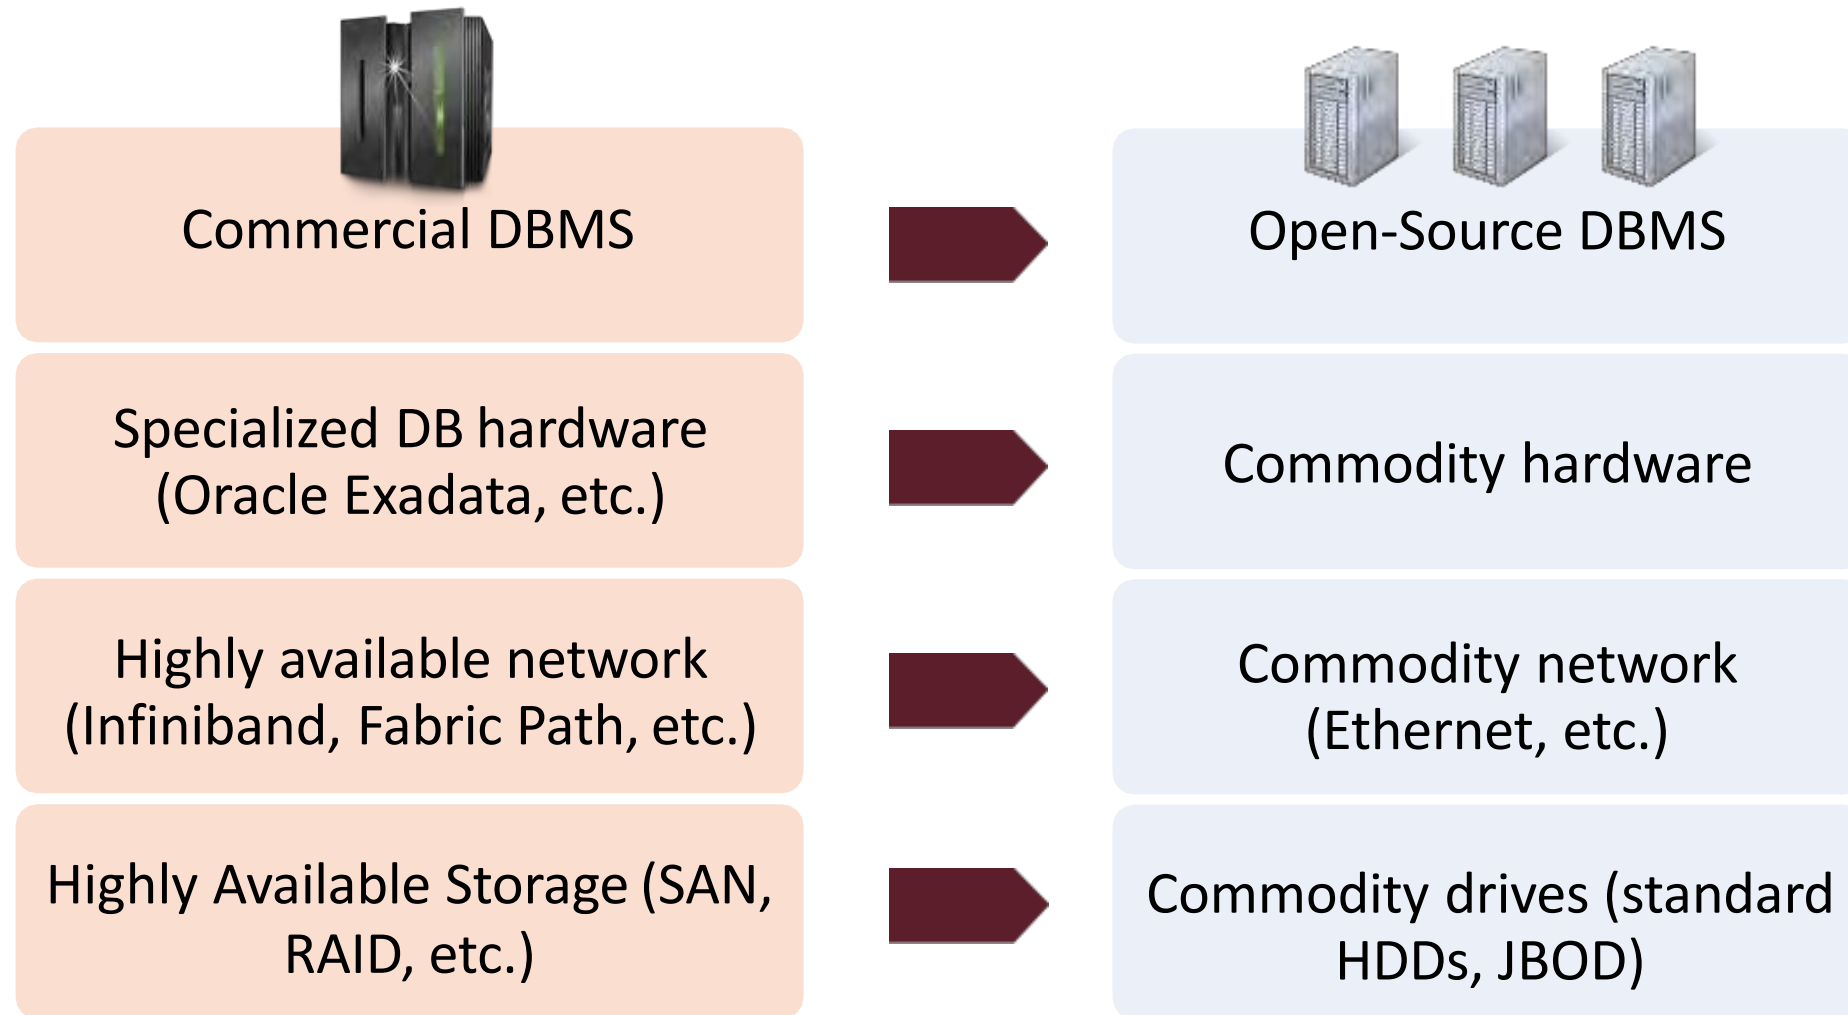 Commercial DBMS
Open-Source DBMS
Specialized DB hardware
(Oracle Exadata, etc.)
Commodity hardware
Highly available network
(Infiniband, Fabric Path, etc.)
Commodity network
(Ethernet, etc.)
Highly Available Storage (SAN,
RAID, etc.)
Commodity drives (standard
HDDs, JBOD)